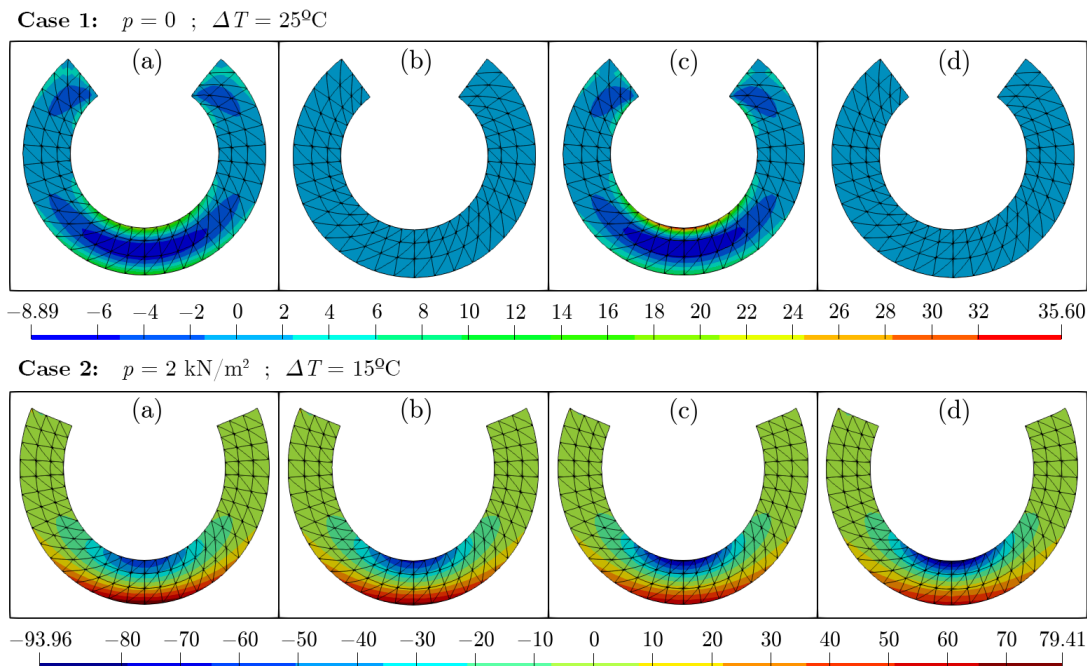 Case 1: p = 0 ; ΔT = 25ºC
(a) (b) (c) (d)
−8.89 −6 −4 −2 0 2 4 6 8 10 12 14 16 18 20 22 24 26 28 30 32 35.60
Case 2: p = 2 kN/m² ; ΔT = 15ºC
(a) (b) (c) (d)
−93.96 −80 −70 −60 −50 −40 −30 −20 −10 0 10 20 30 40 50 60 70 79.41